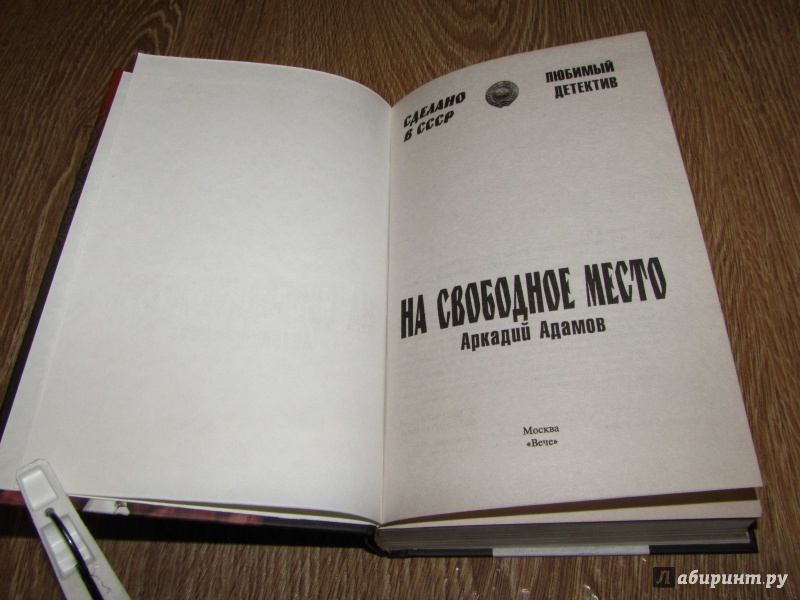 СДЕЛАНО
В СССР
ЛЮБИМЫЙ
ДЕТЕКТИВ
НА СВОБОДНОЕ МЕСТО
Аркадий Адамов
Москва
«Вече»
Лабиринт.ру